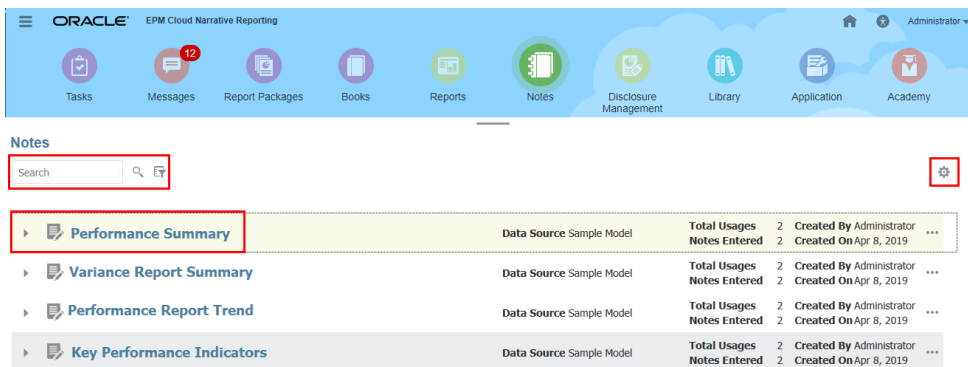 ORACLE® EPM Cloud Narrative Reporting Administrator
12
Tasks Messages Report Packages Books Reports Notes Disclosure Management Library Application Academy
Notes
Search
Performance Summary Data Source Sample Model Total Usages 2 Created By Administrator
Notes Entered 2 Created On Apr 8, 2019
Variance Report Summary Data Source Sample Model Total Usages 2 Created By Administrator
Notes Entered 2 Created On Apr 8, 2019
Performance Report Trend Data Source Sample Model Total Usages 2 Created By Administrator
Notes Entered 2 Created On Apr 8, 2019
Key Performance Indicators Data Source Sample Model Total Usages 2 Created By Administrator
Notes Entered 2 Created On Apr 8, 2019